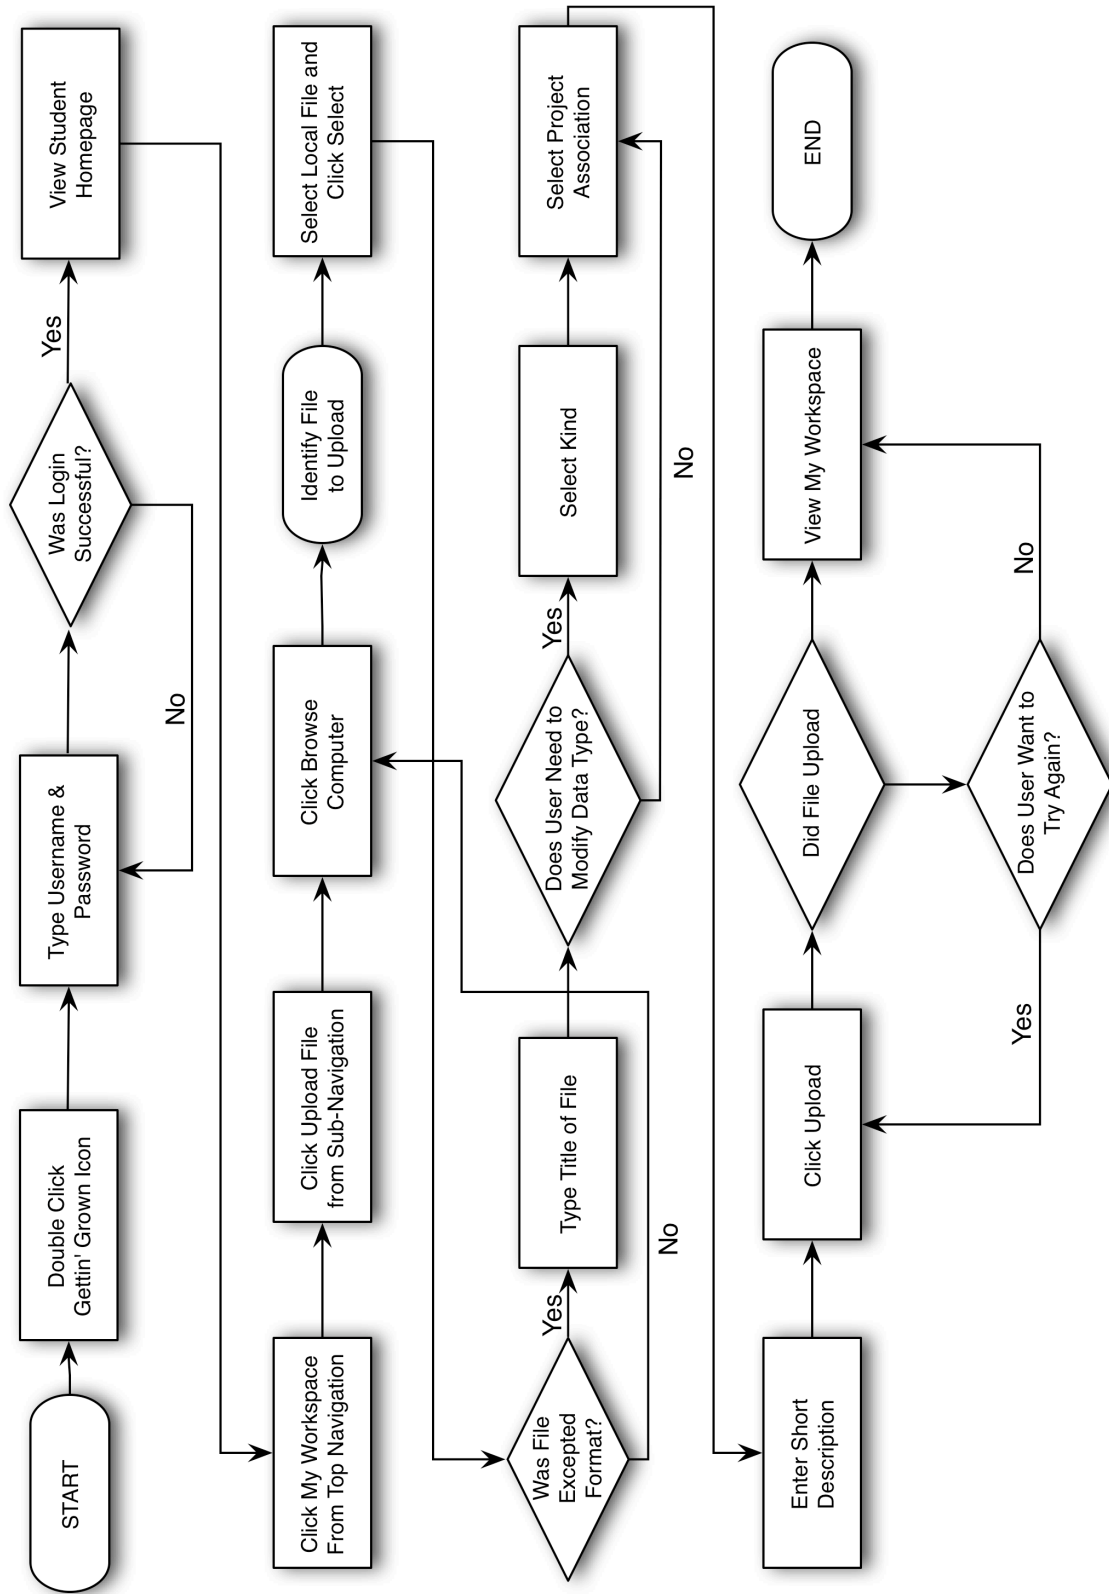 START
Double Click
Gettin' Grown Icon
Type Username &
Password
No
Was Login
Successful?
Yes
View Student
Homepage
Click My Workspace
From Top Navigation
Click Upload File
from Sub-Navigation
Click Browse
Computer
Identify File
to Upload
Select Local File and
Click Select
Was File
Excepted
Format?
Yes
No
Type Title of File
Does User Need to
Modify Data Type?
Yes
No
Select Kind
Select Project
Association
Enter Short
Description
Click Upload
Did File Upload
Yes
Does User Want to
Try Again?
No
View My Workspace
END